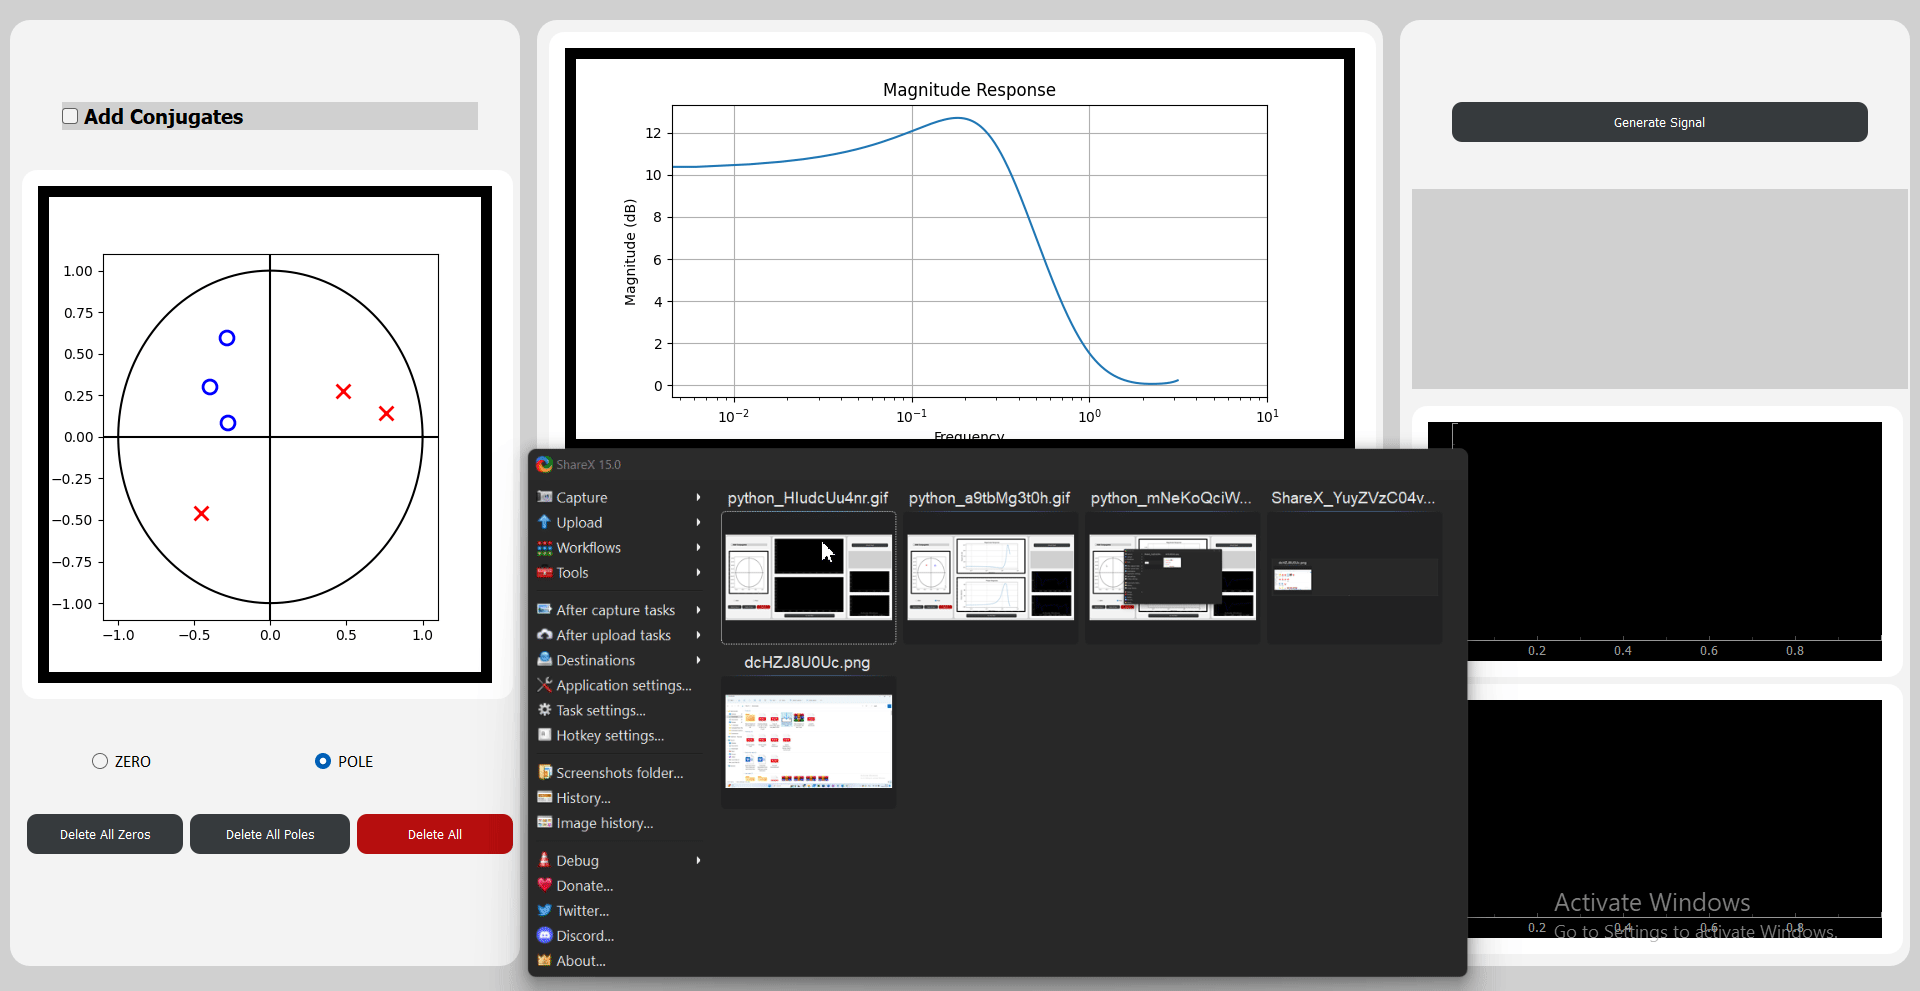 Add Conjugates
1.00
0.75
0.50
0.25
0.00
−0.25
−0.50
−0.75
−1.00
−1.0 −0.5 0.0 0.5 1.0
ZERO POLE
Delete All Zeros Delete All Poles Delete All
Magnitude Response
Magnitude (dB)
12
10
8
6
4
2
0
10⁻² 10⁻¹ 10⁰ 10¹
Frequency
Generate Signal
0.2 0.4 0.6 0.8
0.2 0.4 0.6 0.8
Activate Windows
Go to Settings to activate Windows.
ShareX 15.0
Capture
Upload
Workflows
Tools
After capture tasks
After upload tasks
Destinations
Application settings...
Task settings...
Hotkey settings...
Screenshots folder...
History...
Image history...
Debug
Donate...
Twitter...
Discord...
About...
python_HIudcUu4nr.gif python_a9tbMg3t0h.gif python_mNeKoQciW... ShareX_YuyZVzC04v...
dcHZJ8U0Uc.png